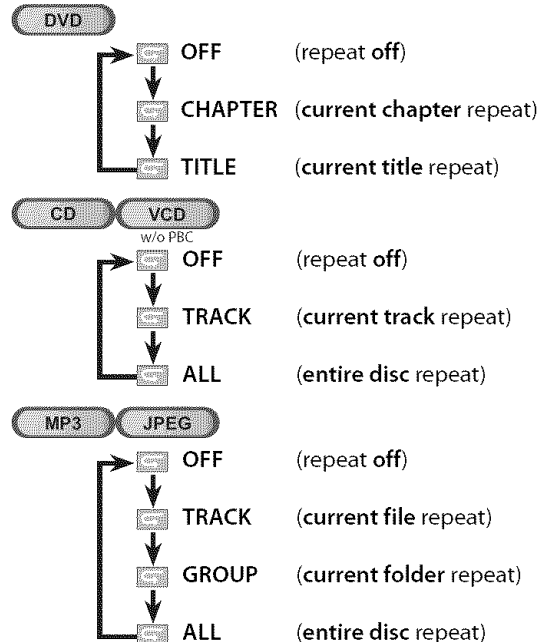 DVD
OFF (repeat off)
CHAPTER (current chapter repeat)
TITLE (current title repeat)
CD VCD
w/o PBC
OFF (repeat off)
TRACK (current track repeat)
ALL (entire disc repeat)
MP3 JPEG
OFF (repeat off)
TRACK (current file repeat)
GROUP (current folder repeat)
ALL (entire disc repeat)